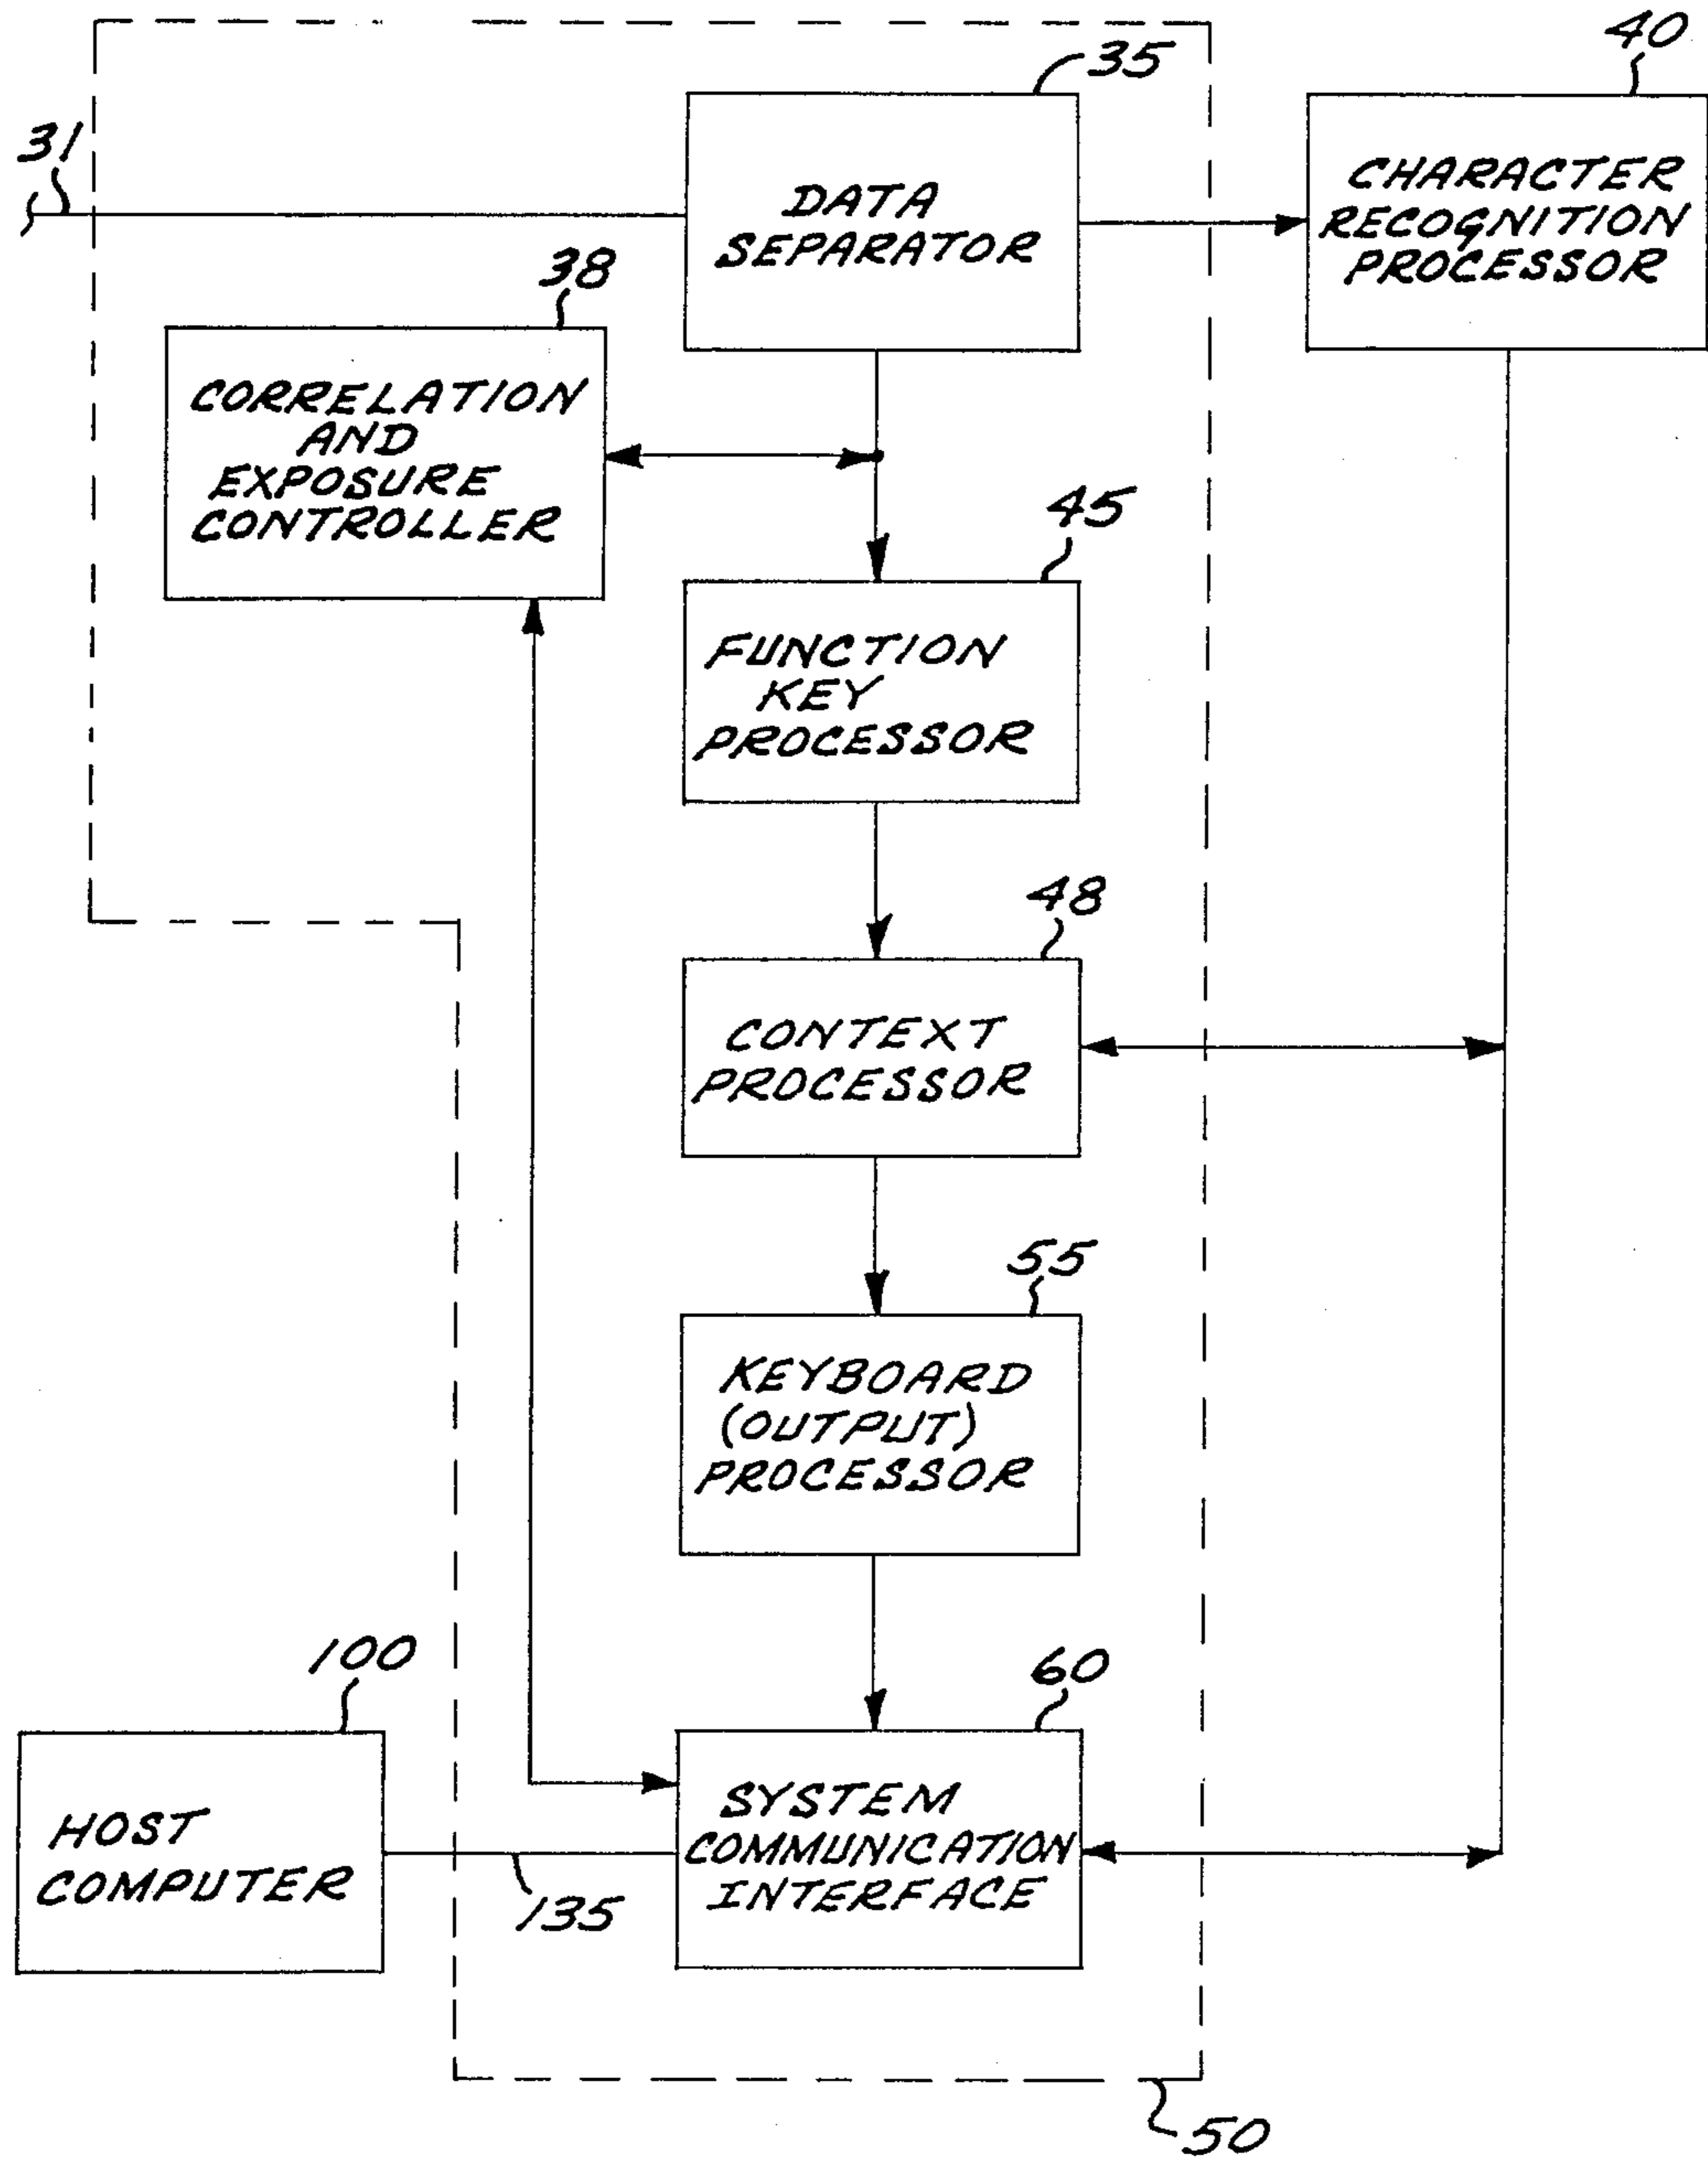 35
40
31
DATA
SEPARATOR
CHARACTER
RECOGNITION
PROCESSOR
38
CORRELATION
AND
EXPOSURE
CONTROLLER
45
FUNCTION
KEY
PROCESSOR
48
CONTEXT
PROCESSOR
55
KEYBOARD
(OUTPUT)
PROCESSOR
100
60
HOST
COMPUTER
SYSTEM
COMMUNICATION
INTERFACE
135
50